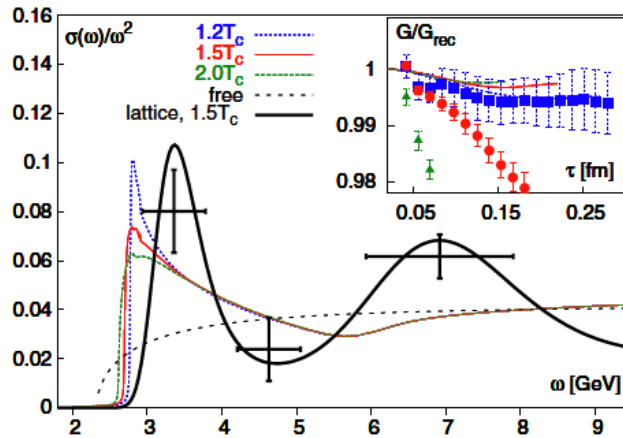 σ(ω)/ω²
1.2T_c
1.5T_c
2.0T_c
free
lattice, 1.5T_c
G/G_rec
1
0.99
0.98
τ [fm]
0.05 0.15 0.25
0.16
0.14
0.12
0.1
0.08
0.06
0.04
0.02
0
ω [GeV]
2 3 4 5 6 7 8 9